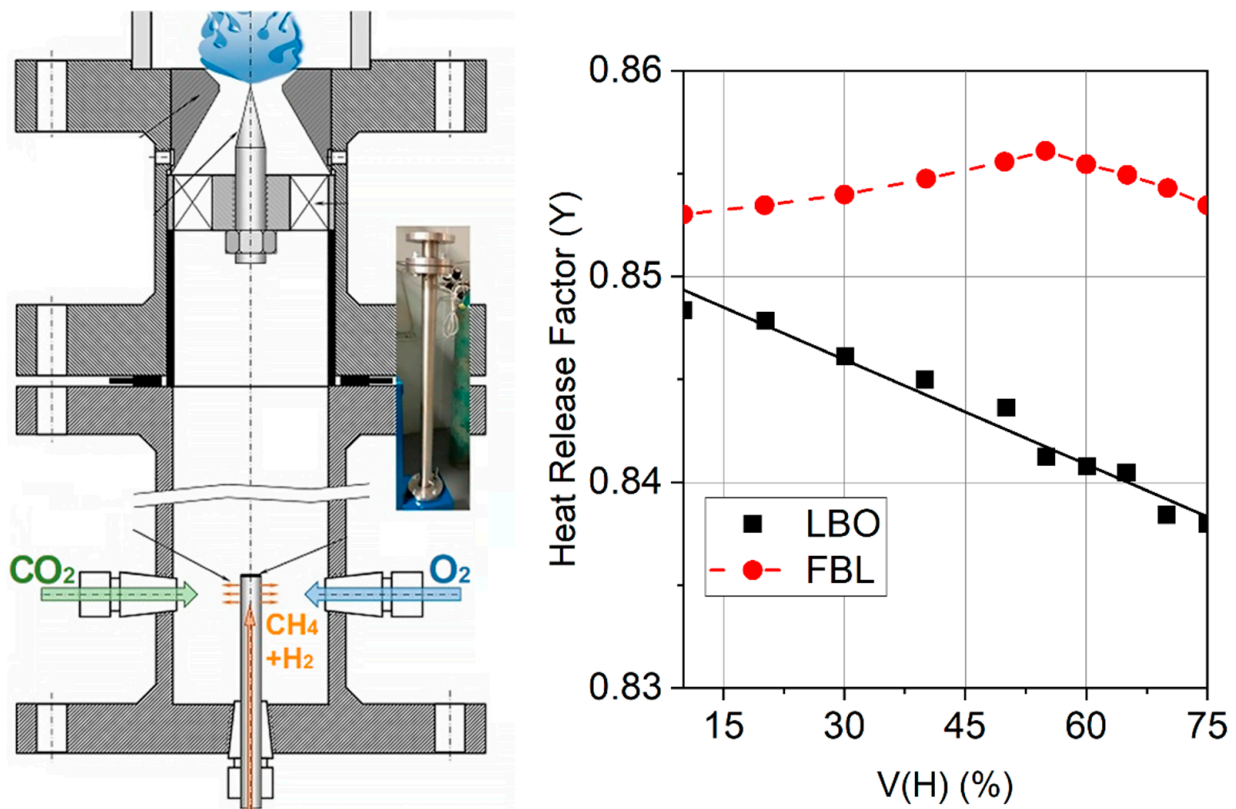 CO₂
O₂
CH₄
+H₂
Heat Release Factor (Y)
0.86
0.85
0.84
0.83
LBO
FBL
15
30
45
60
75
V(H) (%)